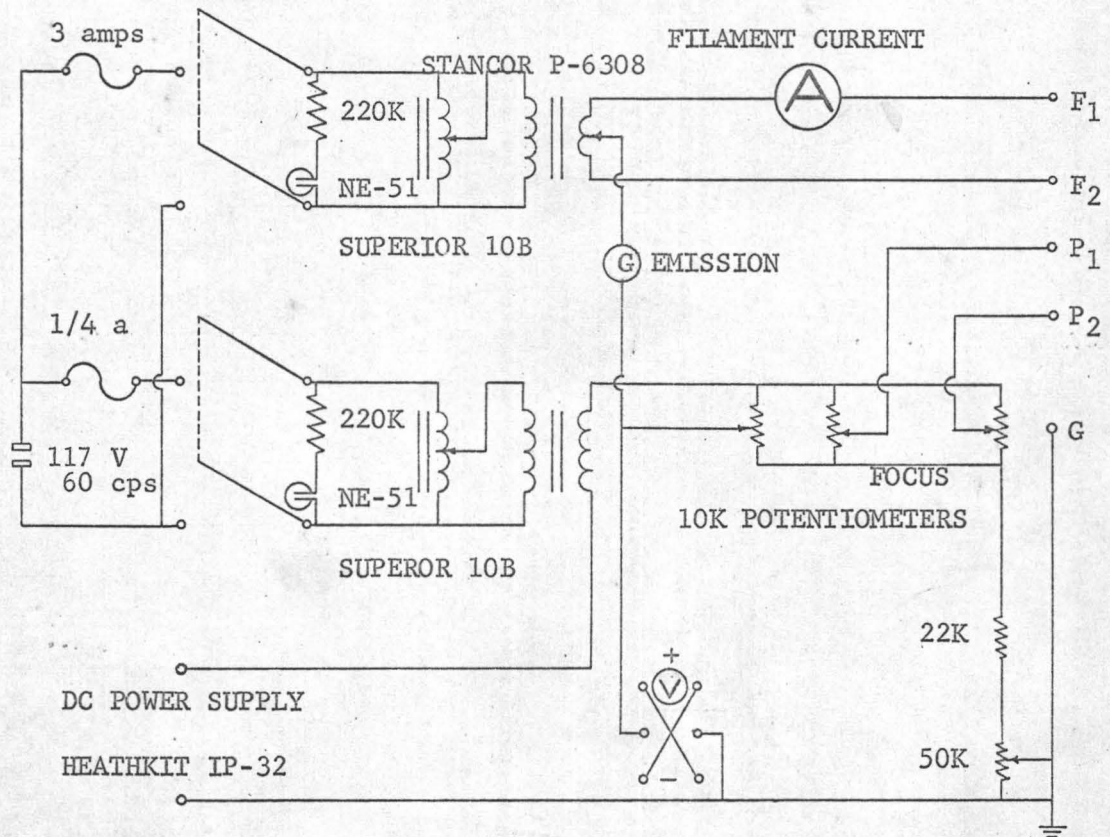 3 amps
FILAMENT CURRENT
STANCOR P-6308
A
F1
220K
NE-51
F2
SUPERIOR 10B
G EMISSION
P1
1/4 a
P2
220K
G
117 V
60 cps
NE-51
FOCUS
10K POTENTIOMETERS
SUPEROR 10B
22K
+
V
DC POWER SUPPLY
-
50K
HEATHKIT IP-32